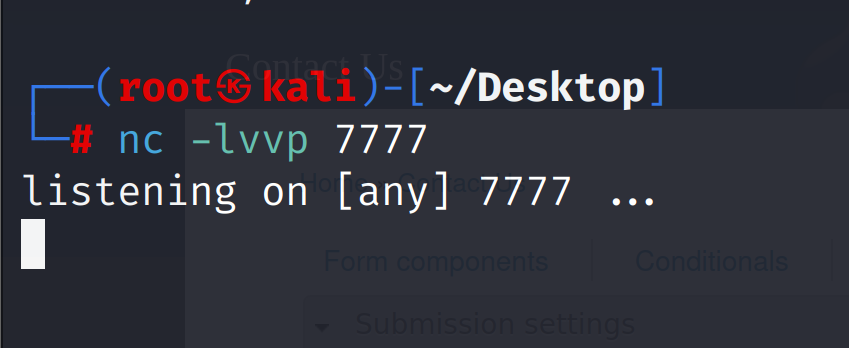 Contact Us
┌──(root㉿kali)-[~/Desktop]
└─# nc -lvvp 7777
Home » Contact Us
listening on [any] 7777 ...
Form components Conditionals
Submission settings